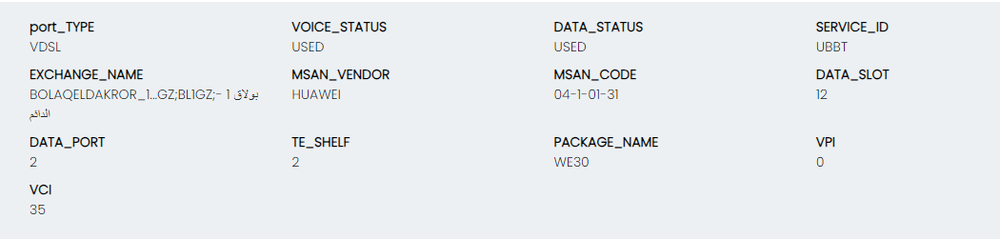 port_TYPE VOICE_STATUS DATA_STATUS SERVICE_ID
VDSL USED USED UBBT
EXCHANGE_NAME MSAN_VENDOR MSAN_CODE DATA_SLOT
BOLAQELDAKROR_1...GZ;BL1GZ;- 1 بولاق HUAWEI 04-1-01-31 12
الدائم
DATA_PORT TE_SHELF PACKAGE_NAME VPI
2 2 WE30 0
VCI
35